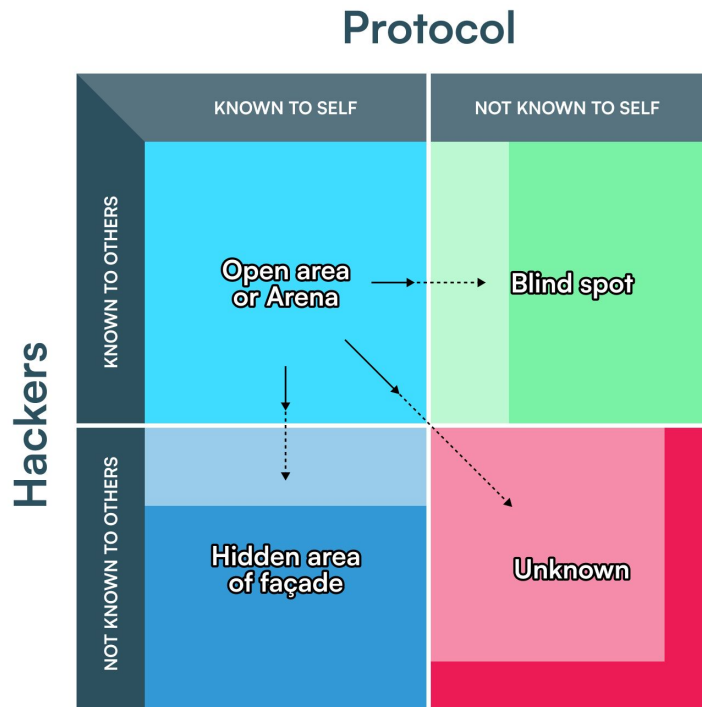 Protocol
KNOWN TO SELF
NOT KNOWN TO SELF
Hackers
KNOWN TO OTHERS
Open area
or Arena
Blind spot
NOT KNOWN TO OTHERS
Hidden area
of façade
Unknown